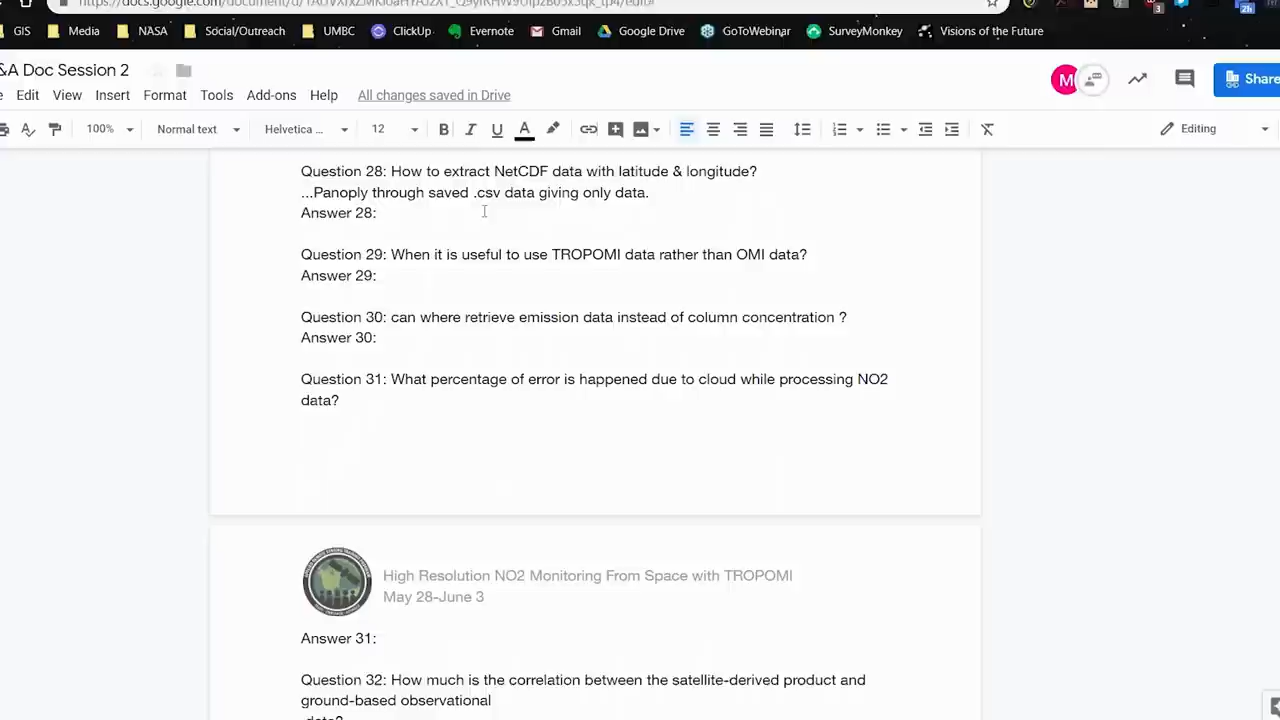 GIS Media NASA Social/Outreach UMBC ClickUp Evernote Gmail Google Drive GoToWebinar SurveyMonkey Visions of the Future
&A Doc Session 2
Edit View Insert Format Tools Add-ons Help All changes saved in Drive
Share
100% Normal text Helvetica ... 12 B I U A Editing
Question 28: How to extract NetCDF data with latitude & longitude?
...Panoply through saved .csv data giving only data.
Answer 28:
Question 29: When it is useful to use TROPOMI data rather than OMI data?
Answer 29:
Question 30: can where retrieve emission data instead of column concentration ?
Answer 30:
Question 31: What percentage of error is happened due to cloud while processing NO2
data?
High Resolution NO2 Monitoring From Space with TROPOMI
May 28-June 3
Answer 31:
Question 32: How much is the correlation between the satellite-derived product and
ground-based observational
data?